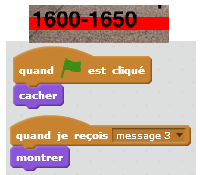 1600-1650
quand est cliqué
cacher
quand je reçois message 3
montrer